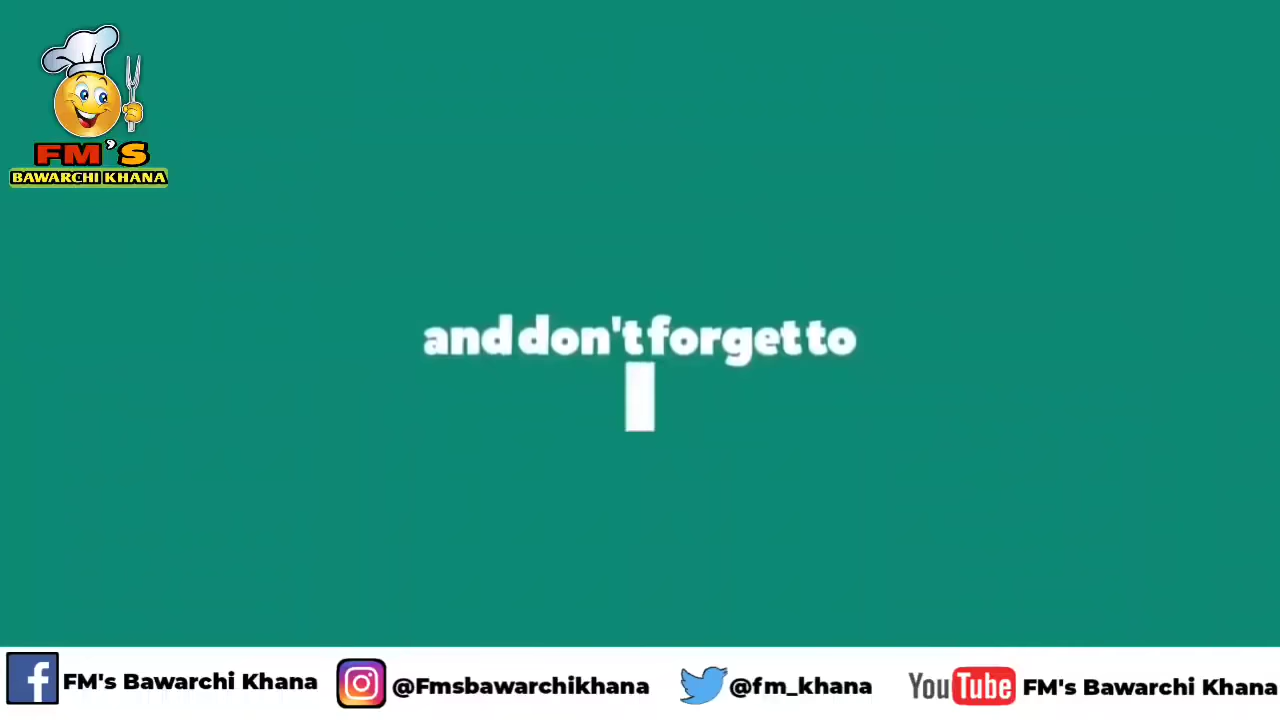 FM'S
BAWARCHI KHANA
and don't forget to
FM's Bawarchi Khana
@Fmsbawarchikhana
@fm_khana
YouTube FM's Bawarchi Khana